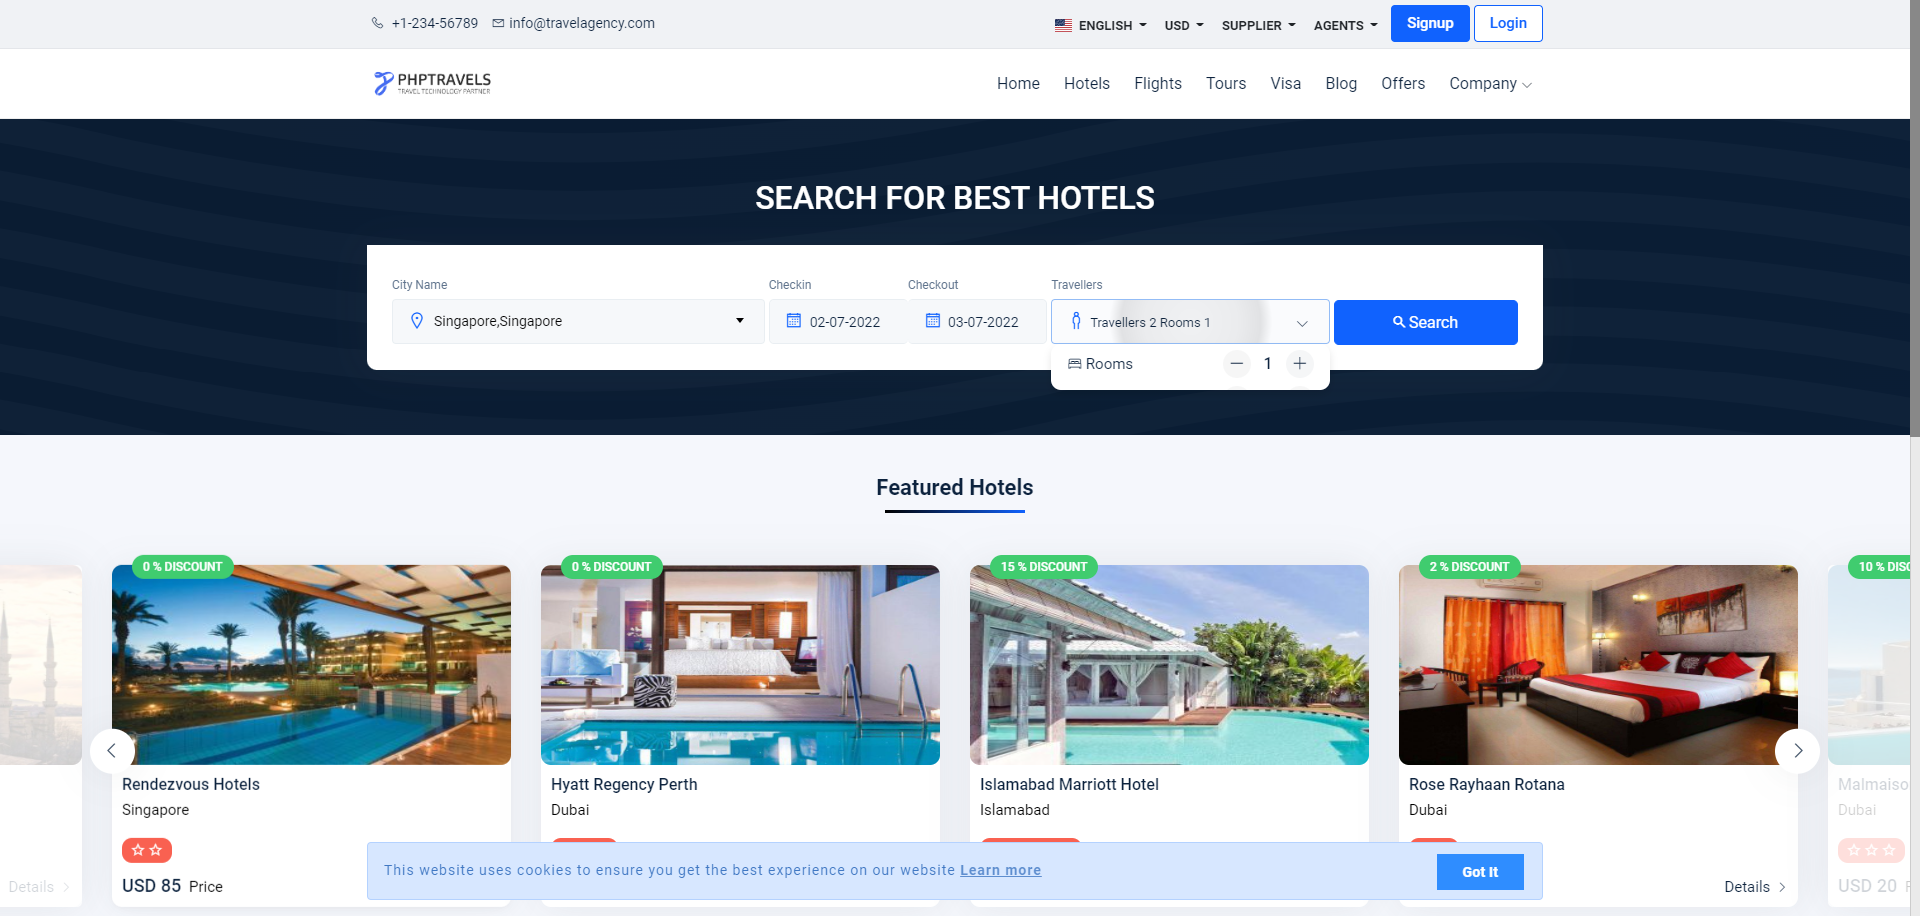 +1-234-56789 info@travelagency.com ENGLISH USD SUPPLIER AGENTS Signup Login
PHPTRAVELS
TRAVEL TECHNOLOGY PARTNER
Home Hotels Flights Tours Visa Blog Offers Company
SEARCH FOR BEST HOTELS
City Name Checkin Checkout Travellers
Singapore,Singapore 02-07-2022 03-07-2022 Travellers 2 Rooms 1 Search
Rooms 1
Featured Hotels
0 % DISCOUNT 0 % DISCOUNT 15 % DISCOUNT 2 % DISCOUNT 10 % DISC
Rendezvous Hotels Hyatt Regency Perth Islamabad Marriott Hotel Rose Rayhaan Rotana Malmaiso
Singapore Dubai Islamabad Dubai Dubai
This website uses cookies to ensure you get the best experience on our website Learn more Got It
Details USD 85 Price Details USD 20